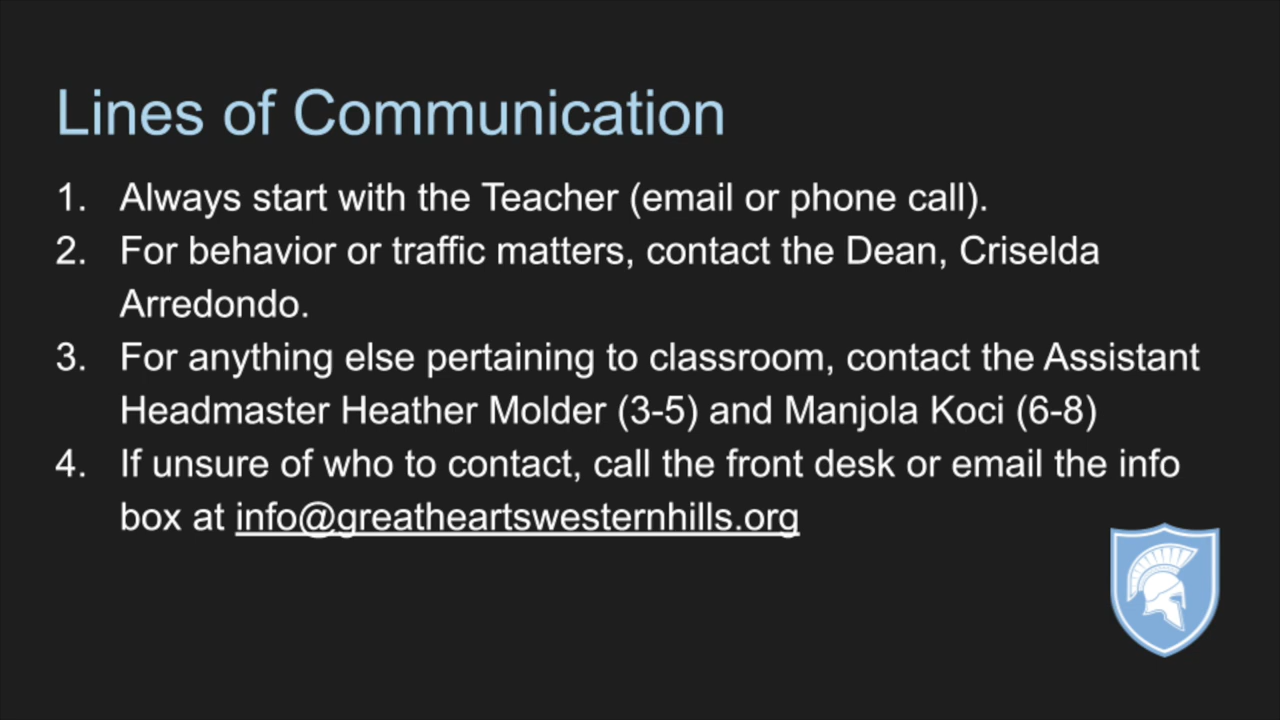 Lines of Communication
1. Always start with the Teacher (email or phone call).
2. For behavior or traffic matters, contact the Dean, Criselda
Arredondo.
3. For anything else pertaining to classroom, contact the Assistant
Headmaster Heather Molder (3-5) and Manjola Koci (6-8)
4. If unsure of who to contact, call the front desk or email the info
box at info@greatheartswesternhills.org